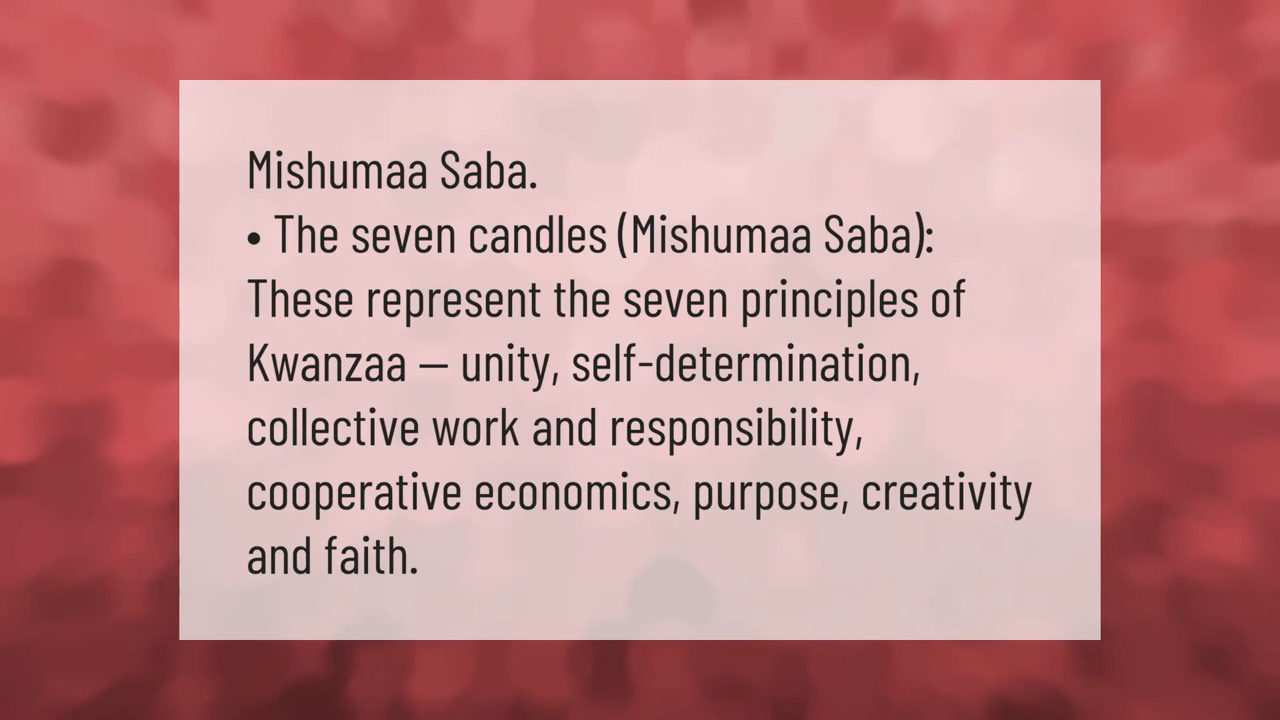 Mishumaa Saba.
• The seven candles (Mishumaa Saba):
These represent the seven principles of
Kwanzaa – unity, self-determination,
collective work and responsibility,
cooperative economics, purpose, creativity
and faith.